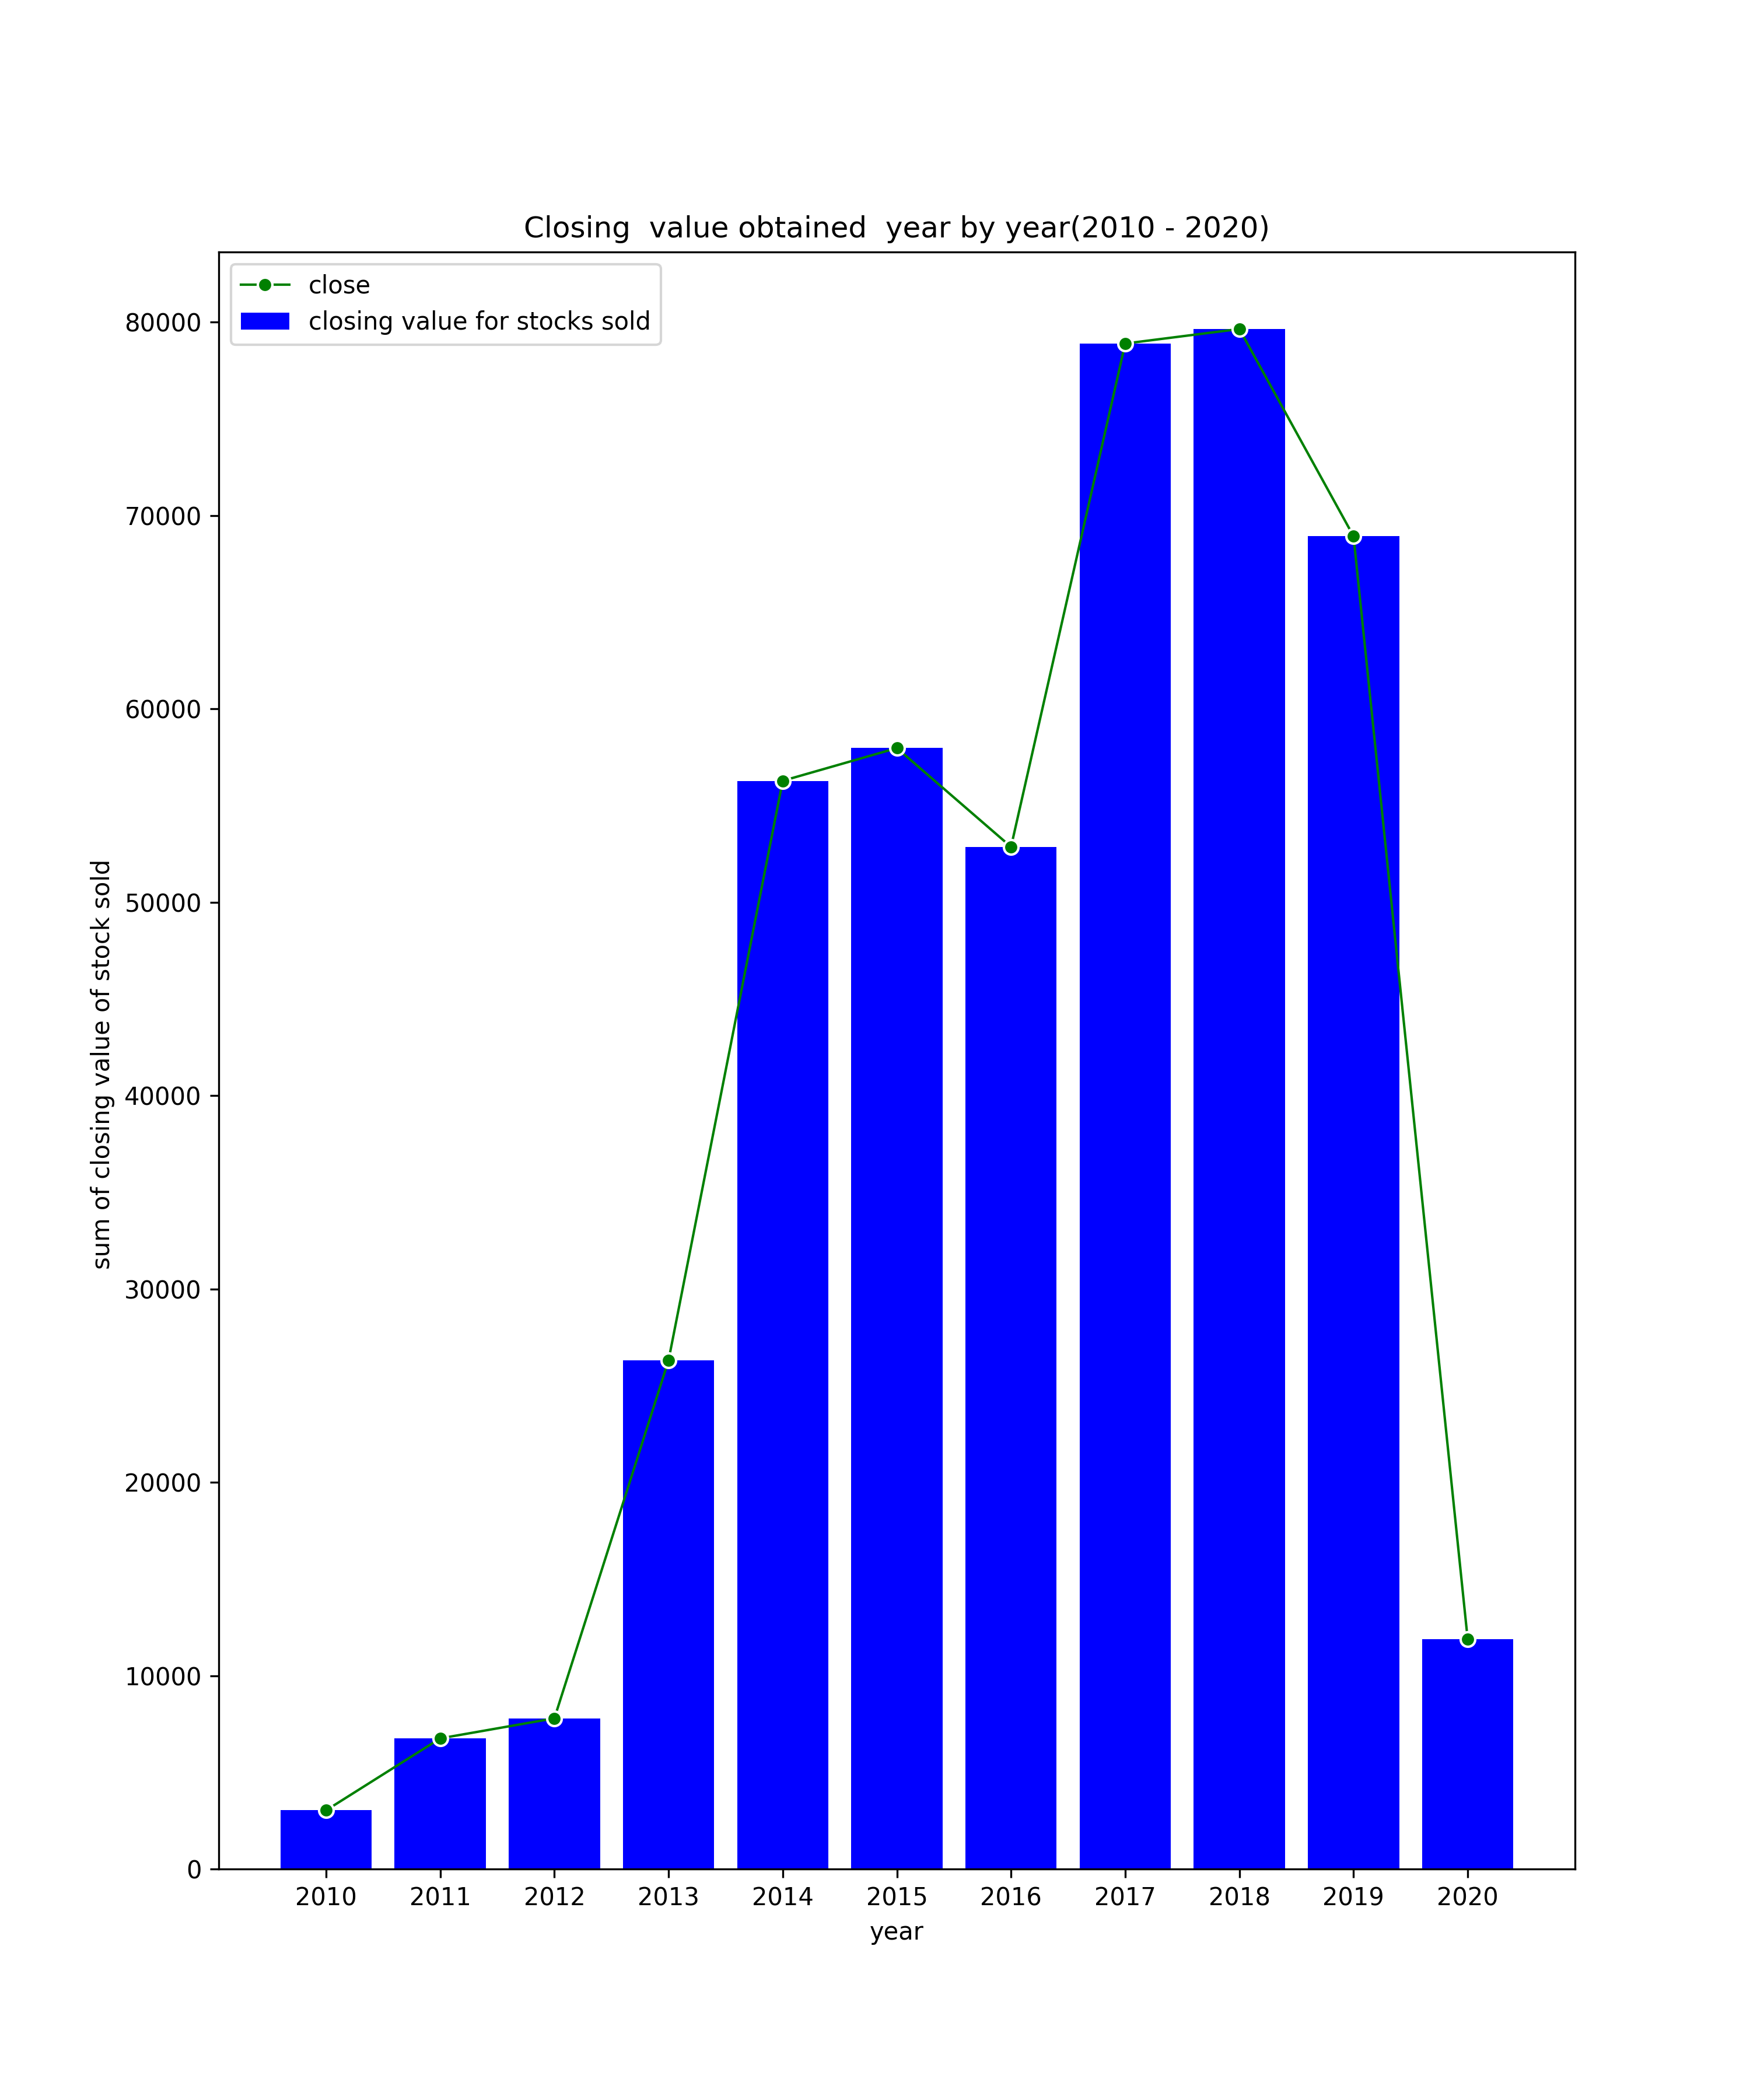 Closing  value obtained  year by year(2010 - 2020)
close
closing value for stocks sold
80000
70000
60000
50000
40000
30000
20000
10000
0
sum of closing value of stock sold
2010 2011 2012 2013 2014 2015 2016 2017 2018 2019 2020
year